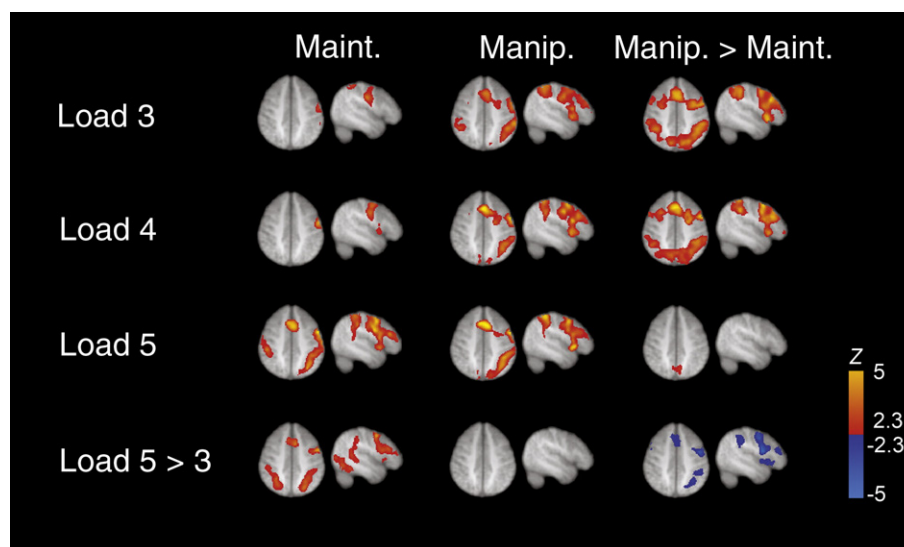 Maint. Manip. Manip. > Maint.
Load 3
Load 4
Load 5
Load 5 > 3
Z
5
2.3
-2.3
-5